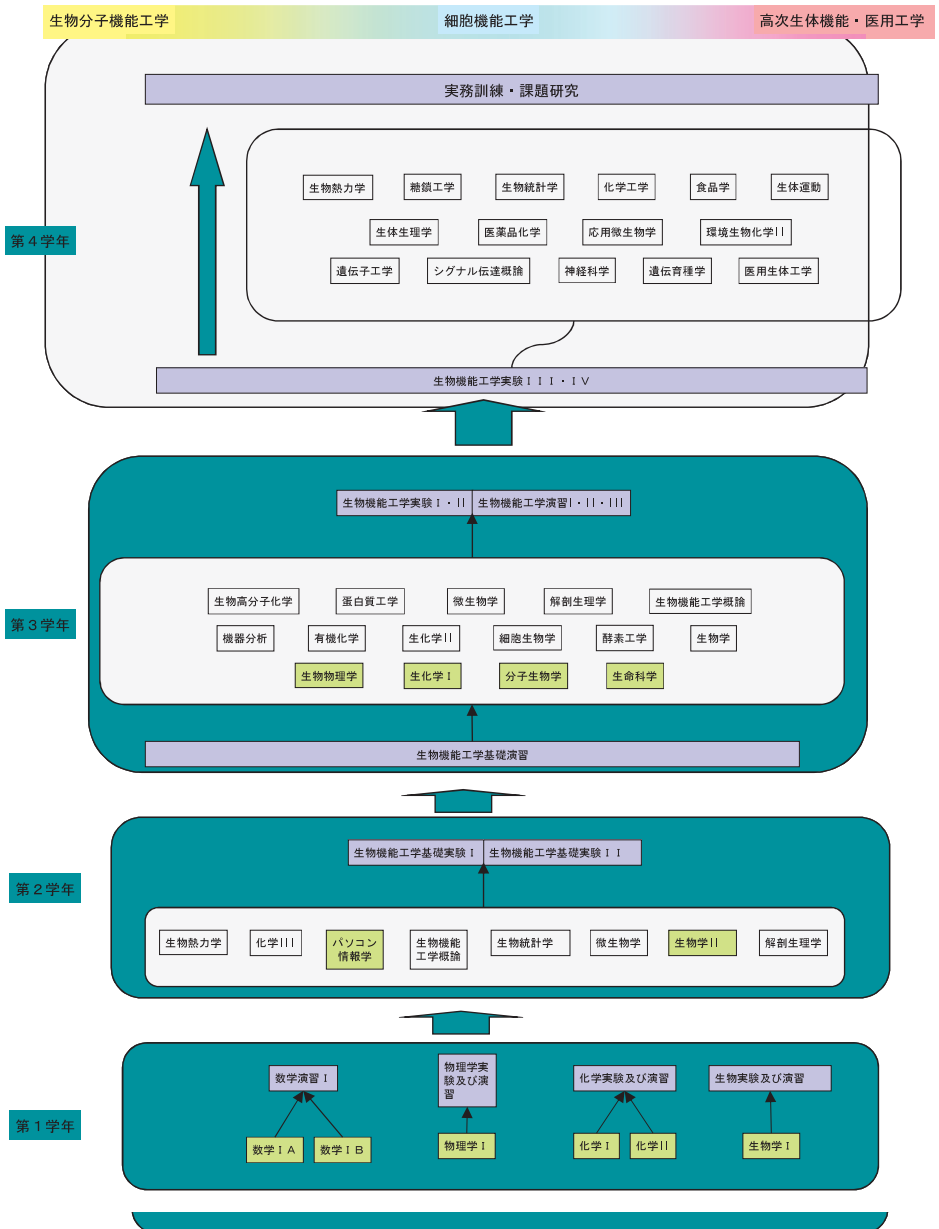 生物分子機能工学
細胞機能工学
高次生体機能・医用工学
実務訓練・課題研究
生物熱力学
糖鎖工学
生物統計学
化学工学
食品学
生体運動
第４学年
生体生理学
医薬品化学
応用微生物学
環境生物化学II
遺伝子工学
シグナル伝達概論
神経科学
遺伝育種学
医用生体工学
生物機能工学実験ＩＩＩ・ＩＶ
生物機能工学実験Ｉ・II
生物機能工学演習I・II・III
生物高分子化学
蛋白質工学
微生物学
解剖生理学
生物機能工学概論
第３学年
機器分析
有機化学
生化学II
細胞生物学
酵素工学
生物学
生物物理学
生化学Ｉ
分子生物学
生命科学
生物機能工学基礎演習
生物機能工学基礎実験Ｉ
生物機能工学基礎実験ＩＩ
第２学年
生物熱力学
化学III
パソコン
情報学
生物機能
工学概論
生物統計学
微生物学
生物学II
解剖生理学
数学演習Ｉ
物理学実
験及び演
習
化学実験及び演習
生物実験及び演習
第１学年
数学ＩＡ
数学ＩＢ
物理学Ｉ
化学Ｉ
化学II
生物学Ｉ